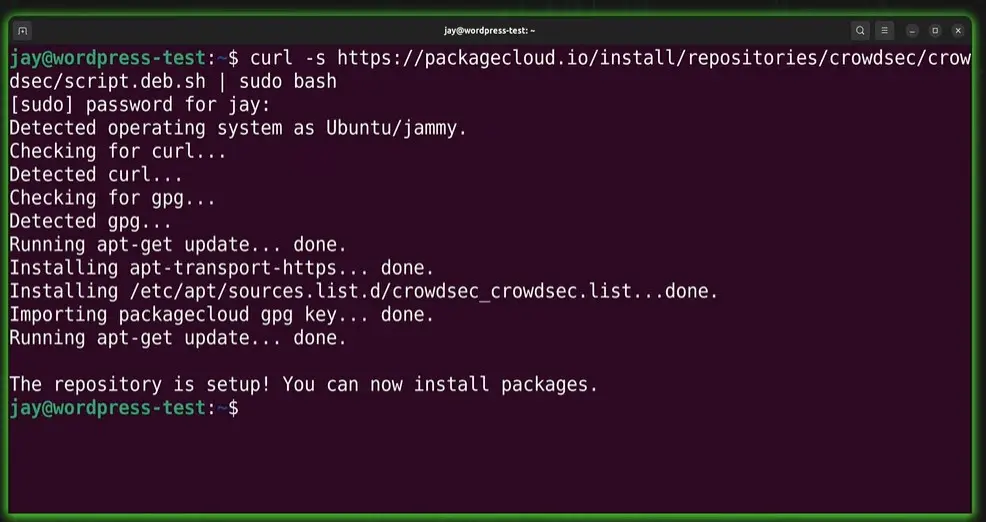 jay@wordpress-test: ~
jay@wordpress-test:~$ curl -s https://packagecloud.io/install/repositories/crowdsec/crow
dsec/script.deb.sh | sudo bash
[sudo] password for jay:
Detected operating system as Ubuntu/jammy.
Checking for curl...
Detected curl...
Checking for gpg...
Detected gpg...
Running apt-get update... done.
Installing apt-transport-https... done.
Installing /etc/apt/sources.list.d/crowdsec_crowdsec.list...done.
Importing packagecloud gpg key... done.
Running apt-get update... done.
The repository is setup! You can now install packages.
jay@wordpress-test:~$